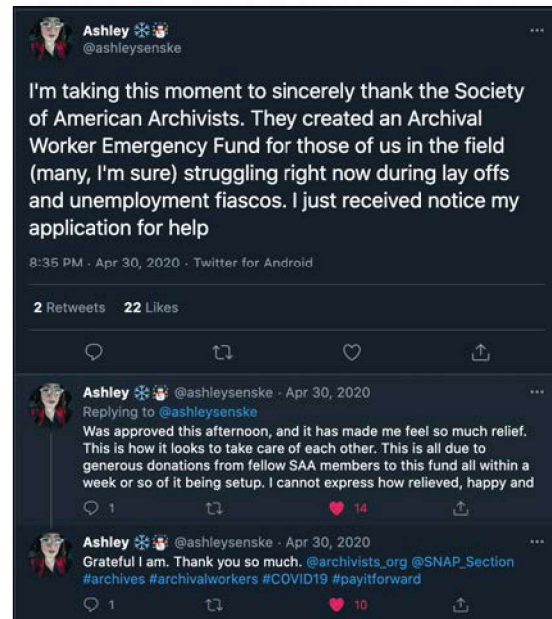 Ashley ❄️☃️
@ashleysenske
I'm taking this moment to sincerely thank the Society
of American Archivists. They created an Archival
Worker Emergency Fund for those of us in the field
(many, I'm sure) struggling right now during lay offs
and unemployment fiascos. I just received notice my
application for help
8:35 PM · Apr 30, 2020 · Twitter for Android
2 Retweets 22 Likes
Ashley ❄️☃️ @ashleysenske · Apr 30, 2020
Replying to @ashleysenske
Was approved this afternoon, and it has made me feel so much relief.
This is how it looks to take care of each other. This is all due to
generous donations from fellow SAA members to this fund all within a
week or so of it being setup. I cannot express how relieved, happy and
1 14
Ashley ❄️☃️ @ashleysenske · Apr 30, 2020
Grateful I am. Thank you so much. @archivists_org @SNAP_Section
#archives #archivalworkers #COVID19 #payitforward
1 10